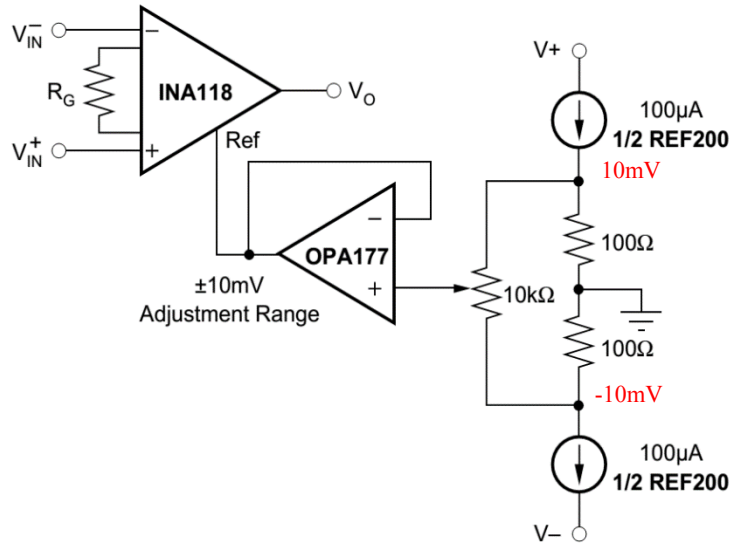 V⁻IN
−
RG
INA118
VO
V⁺IN
+
Ref
−
OPA177
+
±10mV
Adjustment Range
10kΩ
V+
100µA
1/2 REF200
10mV
100Ω
100Ω
-10mV
100µA
1/2 REF200
V–